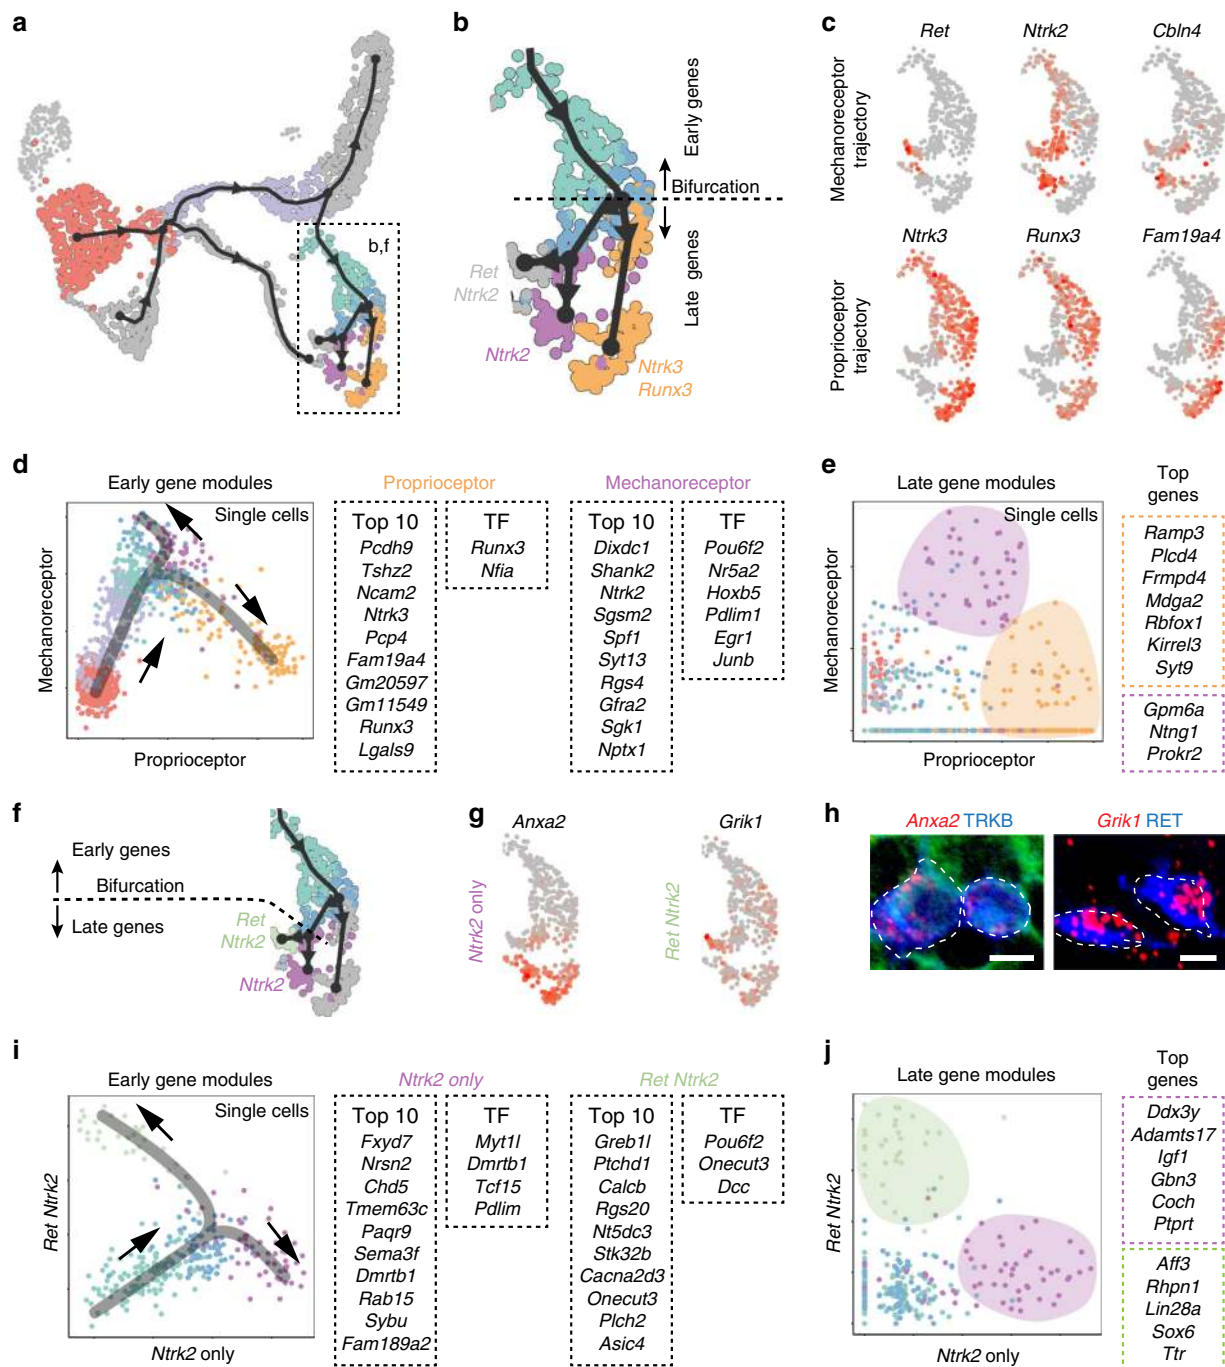 a
b,f
b
Early genes
Bifurcation
Late genes
Ret
Ntrk2
Ntrk2
Ntrk3
Runx3
c
Mechanoreceptor
trajectory
Ret
Ntrk2
Cbln4
Proprioceptor
trajectory
Ntrk3
Runx3
Fam19a4
d
Early gene modules
Single cells
Mechanoreceptor
Proprioceptor
Proprioceptor
Top 10
Pcdh9
Tshz2
Ncam2
Ntrk3
Pcp4
Fam19a4
Gm20597
Gm11549
Runx3
Lgals9
TF
Runx3
Nfia
Mechanoreceptor
Top 10
Dixdc1
Shank2
Ntrk2
Sgsm2
Spf1
Syt13
Rgs4
Gfra2
Sgk1
Nptx1
TF
Pou6f2
Nr5a2
Hoxb5
Pdlim1
Egr1
Junb
e
Late gene modules
Single cells
Mechanoreceptor
Proprioceptor
Top
genes
Ramp3
Plcd4
Frmpd4
Mdga2
Rbfox1
Kirrel3
Syt9
Gpm6a
Ntng1
Prokr2
f
Early genes
Bifurcation
Late genes
Ret
Ntrk2
Ntrk2
g
Anxa2
Ntrk2 only
Grik1
Ret Ntrk2
h
Anxa2 TRKB
Grik1 RET
i
Early gene modules
Single cells
Ret Ntrk2
Ntrk2 only
Ntrk2 only
Top 10
Fxyd7
Nrsn2
Chd5
Tmem63c
Paqr9
Sema3f
Dmrtb1
Rab15
Sybu
Fam189a2
TF
Myt1l
Dmrtb1
Tcf15
Pdlim
Ret Ntrk2
Top 10
Greb1l
Ptchd1
Calcb
Rgs20
Nt5dc3
Stk32b
Cacna2d3
Onecut3
Plch2
Asic4
TF
Pou6f2
Onecut3
Dcc
j
Late gene modules
Ret Ntrk2
Ntrk2 only
Top
genes
Ddx3y
Adamts17
Igf1
Gbn3
Coch
Ptprt
Aff3
Rhpn1
Lin28a
Sox6
Ttr